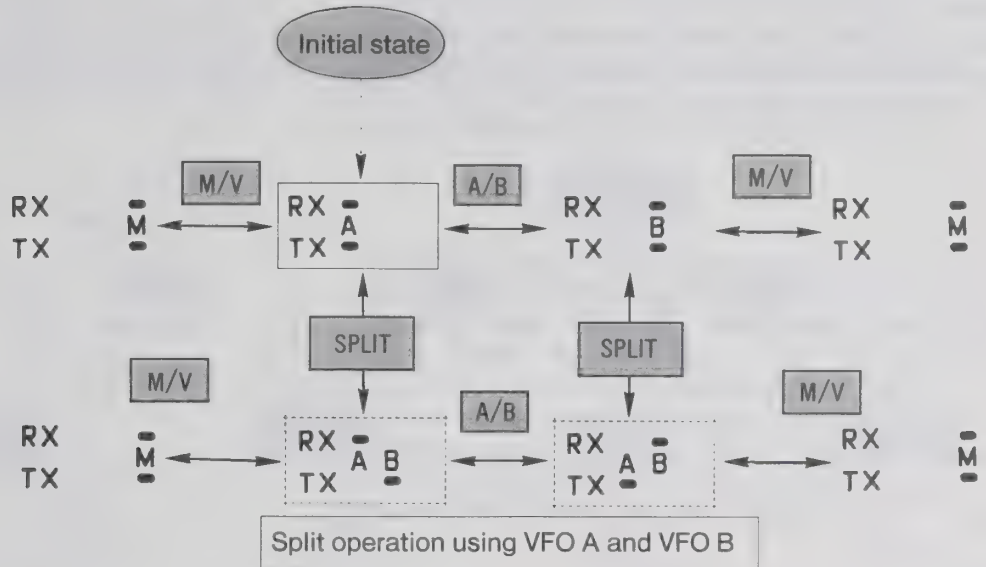 Initial state
M/V A/B M/V
RX M RX A RX B RX M
TX TX TX TX
SPLIT SPLIT
M/V A/B M/V
RX M RX A B RX A B RX M
TX TX TX TX
Split operation using VFO A and VFO B